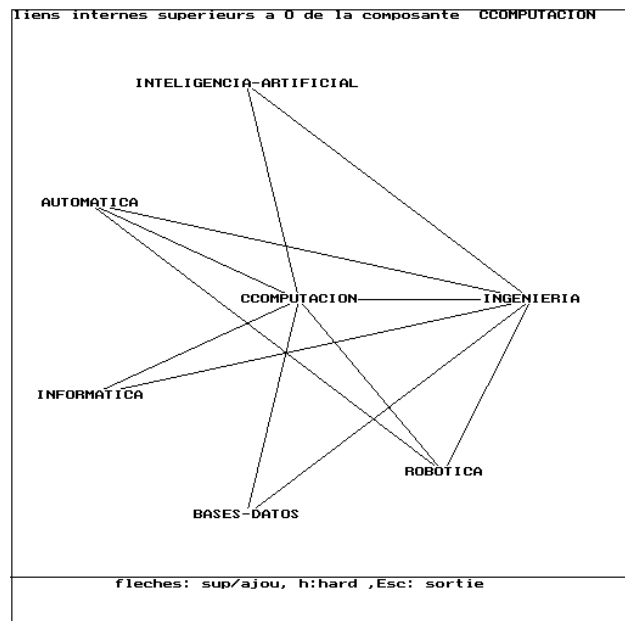 liens internes superieurs a 0 de la composante CCOMPUTACION
INTELIGENCIA-ARTIFICIAL
AUTOMATICA
CCOMPUTACION
INGENIERIA
INFORMATICA
ROBOTICA
BASES-DATOS
fleches: sup/ajou, h:hard ,Esc: sortie